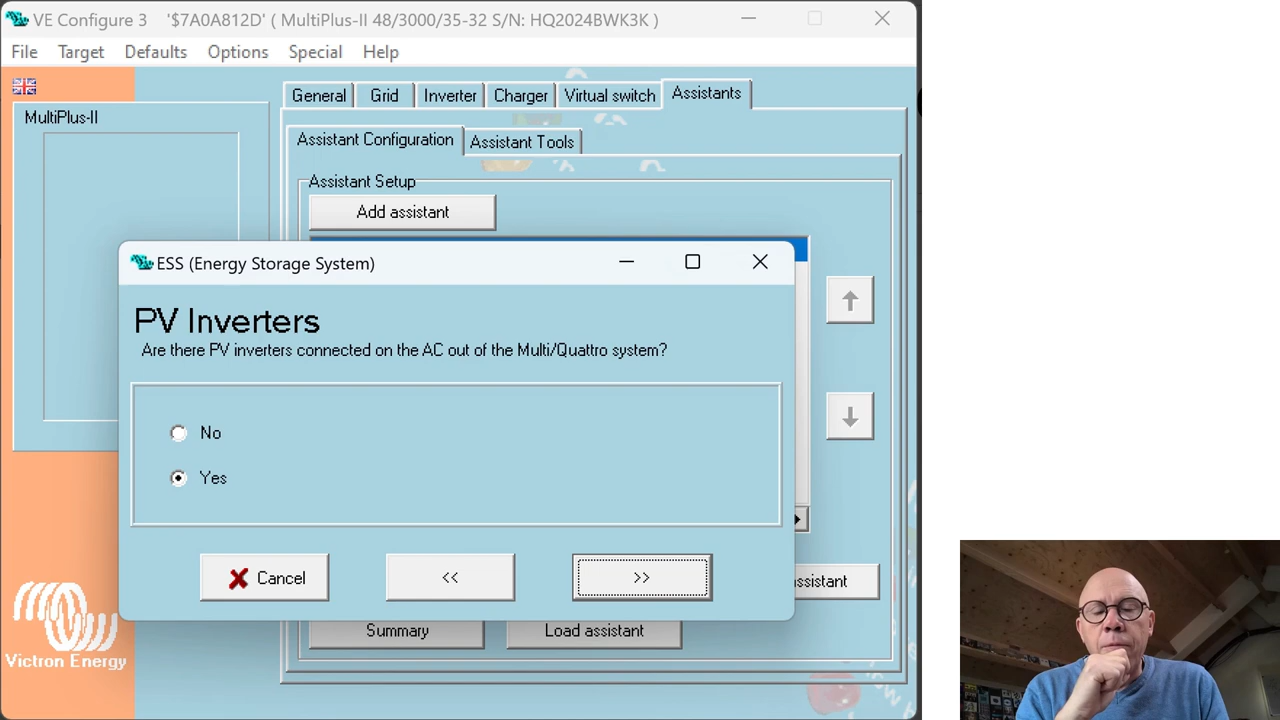 VE Configure 3 '$7A0A812D' ( MultiPlus-II 48/3000/35-32 S/N: HQ2024BWK3K )
File Target Defaults Options Special Help
General Grid Inverter Charger Virtual switch Assistants
MultiPlus-II
Assistant Configuration Assistant Tools
Assistant Setup
Add assistant
ESS (Energy Storage System)
PV Inverters
Are there PV inverters connected on the AC out of the Multi/Quattro system?
No
Yes
Cancel << >>
assistant
Summary Load assistant
Victron Energy